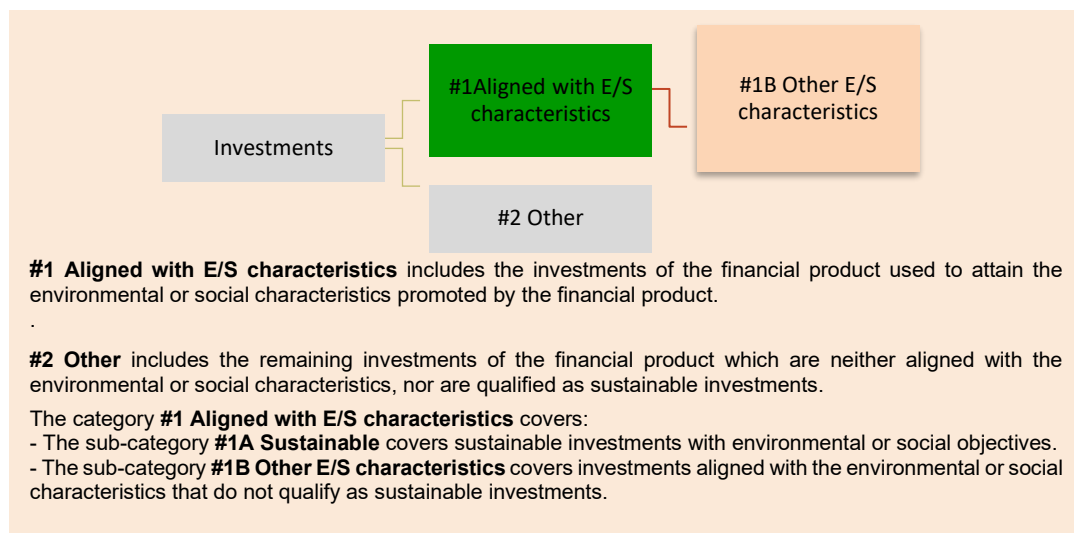 #1Aligned with E/S
characteristics
#1B Other E/S
characteristics
Investments
#2 Other
#1 Aligned with E/S characteristics includes the investments of the financial product used to attain the
environmental or social characteristics promoted by the financial product.
.
#2 Other includes the remaining investments of the financial product which are neither aligned with the
environmental or social characteristics, nor are qualified as sustainable investments.
The category #1 Aligned with E/S characteristics covers:
- The sub-category #1A Sustainable covers sustainable investments with environmental or social objectives.
- The sub-category #1B Other E/S characteristics covers investments aligned with the environmental or social
characteristics that do not qualify as sustainable investments.